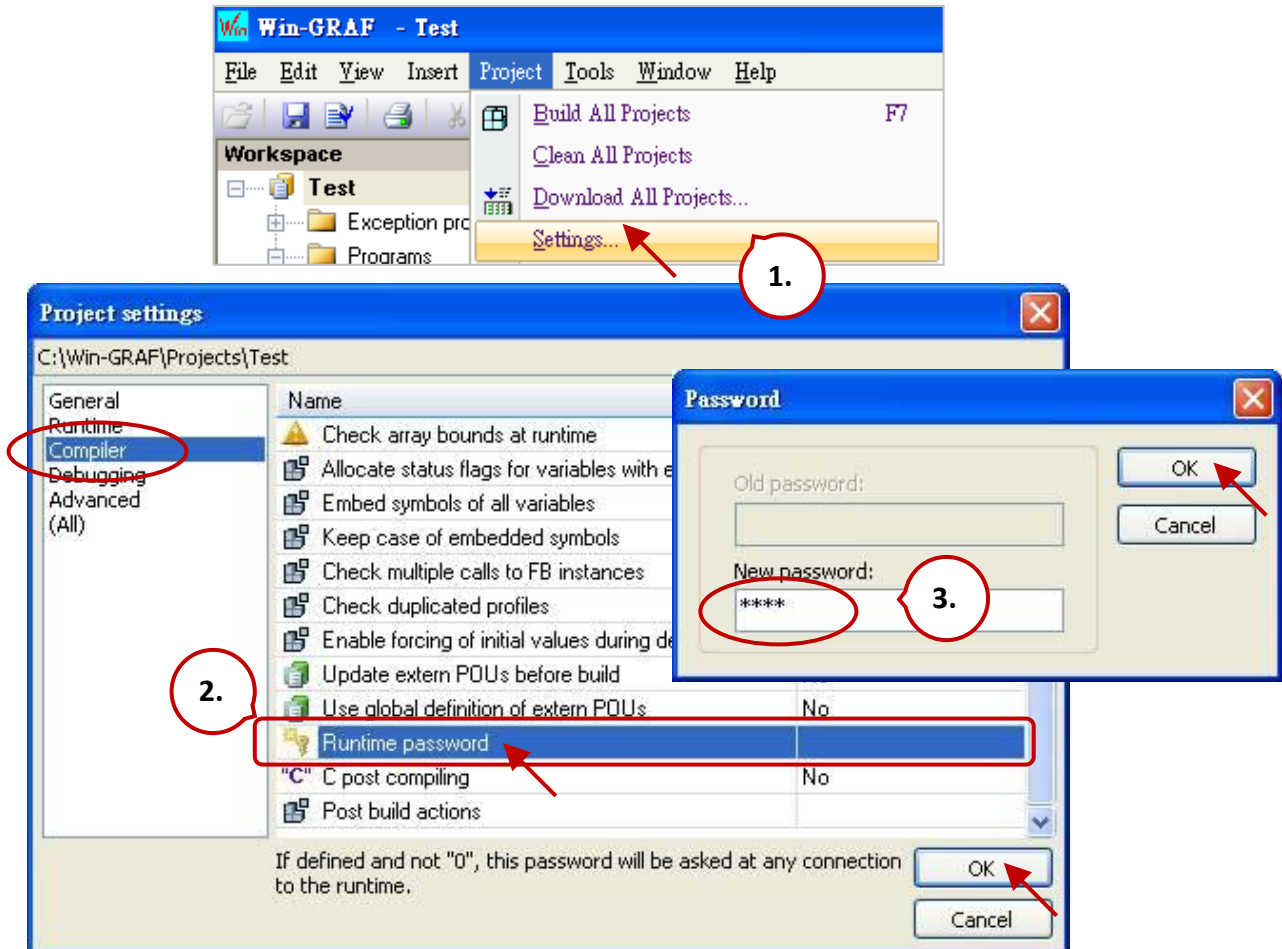 Win Win-GRAF - Test
File Edit View Insert Project Tools Window Help
Build All Projects F7
Workspace
Clean All Projects
Test
Download All Projects...
Exception pro
Settings...
Programs
1.
Project settings
C:\Win-GRAF\Projects\Test
General
Runtime
Compiler
Debugging
Advanced
(All)
Name
Check array bounds at runtime
Allocate status flags for variables with e
Embed symbols of all variables
Keep case of embedded symbols
Check multiple calls to FB instances
Check duplicated profiles
Enable forcing of initial values during de
Update extern POUs before build
Use global definition of extern POUs No
Runtime password
"C" C post compiling No
Post build actions
2.
If defined and not "0", this password will be asked at any connection
to the runtime.
OK
Cancel
Password
Old password:
New password:
****
3.
OK
Cancel